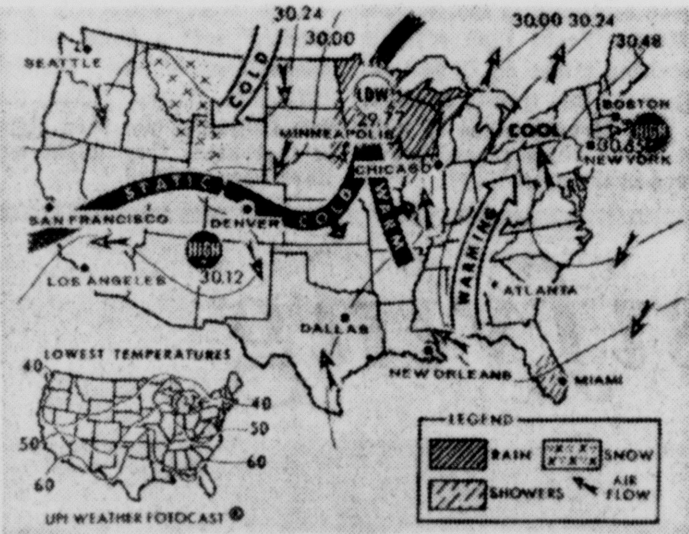 30.24
30.00
30.00 30.24
30.48
SEATTLE
COLD
LOW
29.77
MINNEAPOLIS
COOL
BOSTON
HIGH
30.65
NEW YORK
CHICAGO
STATIC
COLD
WARM
SAN FRANCISCO
DENVER
HIGH
30.12
WARMING
LOS ANGELES
ATLANTA
DALLAS
NEW ORLEANS
MIAMI
LOWEST TEMPERATURES
40
40
50
50
60
60
LEGEND
RAIN
SNOW
SHOWERS
AIR FLOW
UPI WEATHER FOTOCAST ®